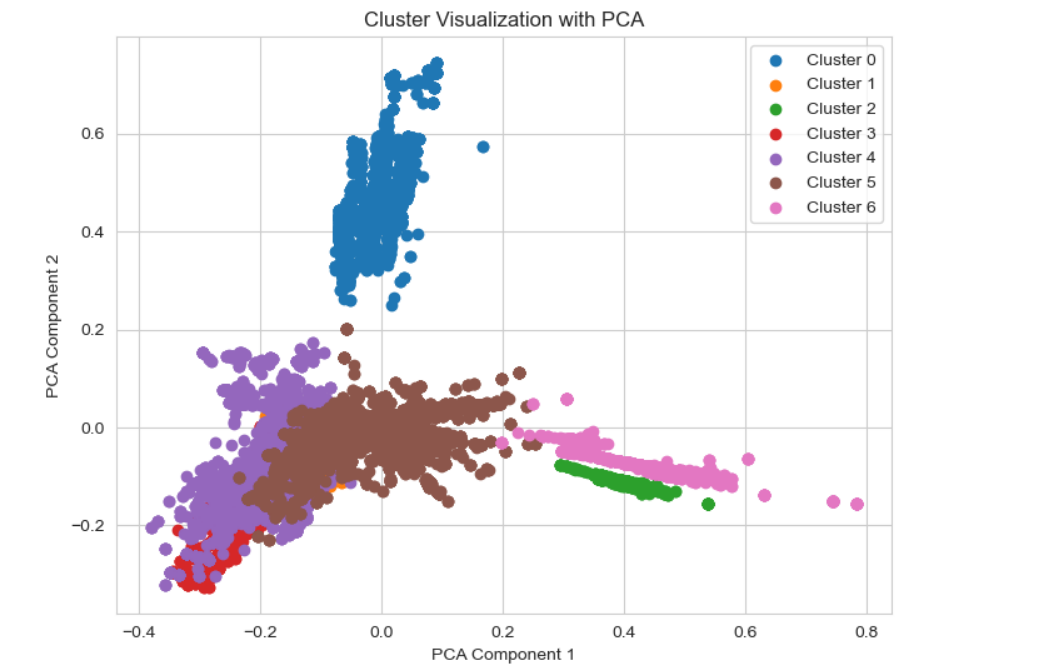 Cluster Visualization with PCA
Cluster 0
Cluster 1
Cluster 2
Cluster 3
Cluster 4
Cluster 5
Cluster 6
0.6
0.4
0.2
0.0
−0.2
PCA Component 2
−0.4
−0.2
0.0
0.2
0.4
0.6
0.8
PCA Component 1